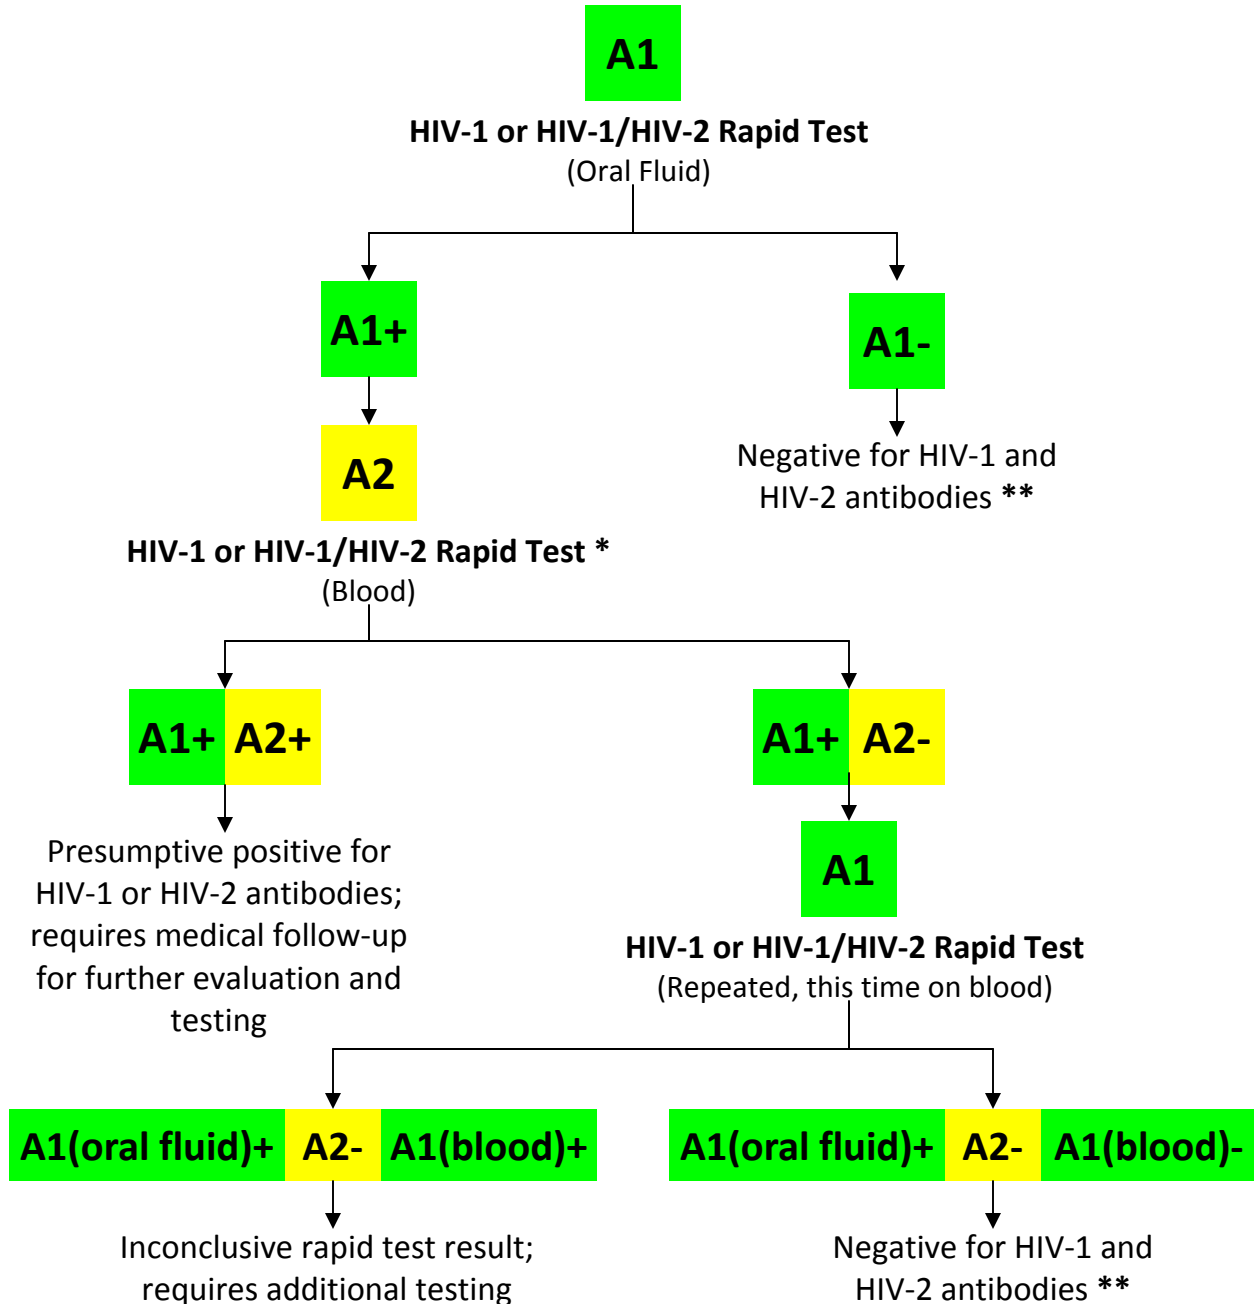 A1
HIV-1 or HIV-1/HIV-2 Rapid Test
(Oral Fluid)
A1+
A1-
A2
Negative for HIV-1 and
HIV-2 antibodies **
HIV-1 or HIV-1/HIV-2 Rapid Test *
(Blood)
A1+ A2+
A1+ A2-
Presumptive positive for
HIV-1 or HIV-2 antibodies;
requires medical follow-up
for further evaluation and
testing
A1
HIV-1 or HIV-1/HIV-2 Rapid Test
(Repeated, this time on blood)
A1(oral fluid)+ A2- A1(blood)+
A1(oral fluid)+ A2- A1(blood)-
Inconclusive rapid test result;
requires additional testing
Negative for HIV-1 and
HIV-2 antibodies **